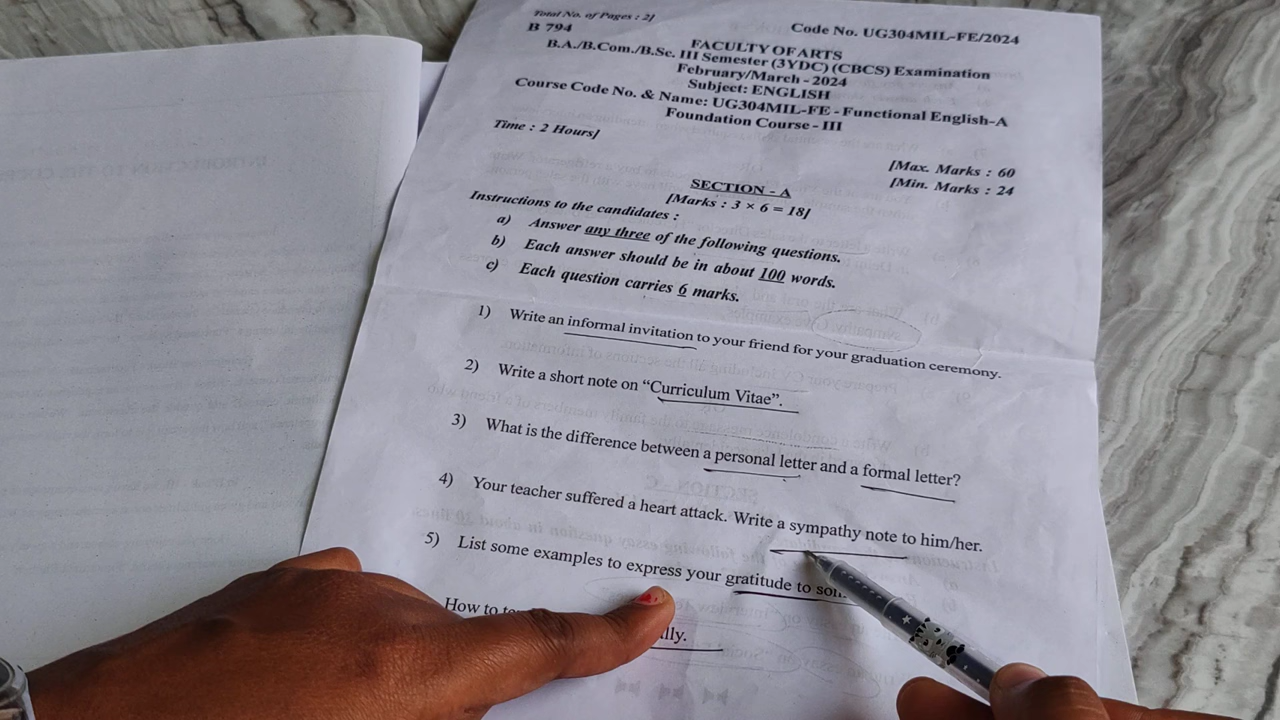 Total No. of Pages : 2]
B 794
Code No. UG304MIL-FE/2024
FACULTY OF ARTS
B.A./B.Com./B.Sc. III Semester (3YDC) (CBCS) Examination
February/March - 2024
Subject: ENGLISH
Course Code No. & Name: UG304MIL-FE - Functional English-A
Foundation Course - III
Time : 2 Hours]
[Max. Marks : 60
[Min. Marks : 24
SECTION - A
[Marks : 3 × 6 = 18]
Instructions to the candidates :
a) Answer any three of the following questions.
b) Each answer should be in about 100 words.
c) Each question carries 6 marks.
1) Write an informal invitation to your friend for your graduation ceremony.
2) Write a short note on “Curriculum Vitae”.
3) What is the difference between a personal letter and a formal letter?
4) Your teacher suffered a heart attack. Write a sympathy note to him/her.
5) List some examples to express your gratitude to
How to